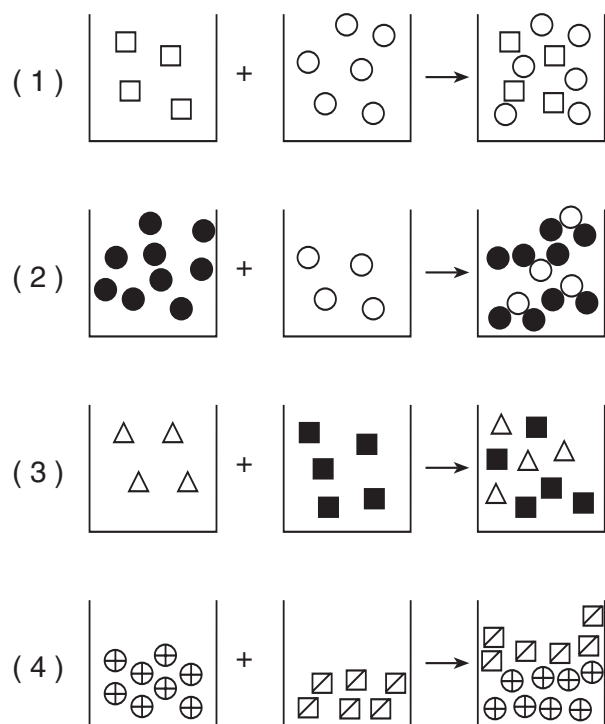 ( 1 ) +
( 2 ) +
( 3 ) +
( 4 ) +